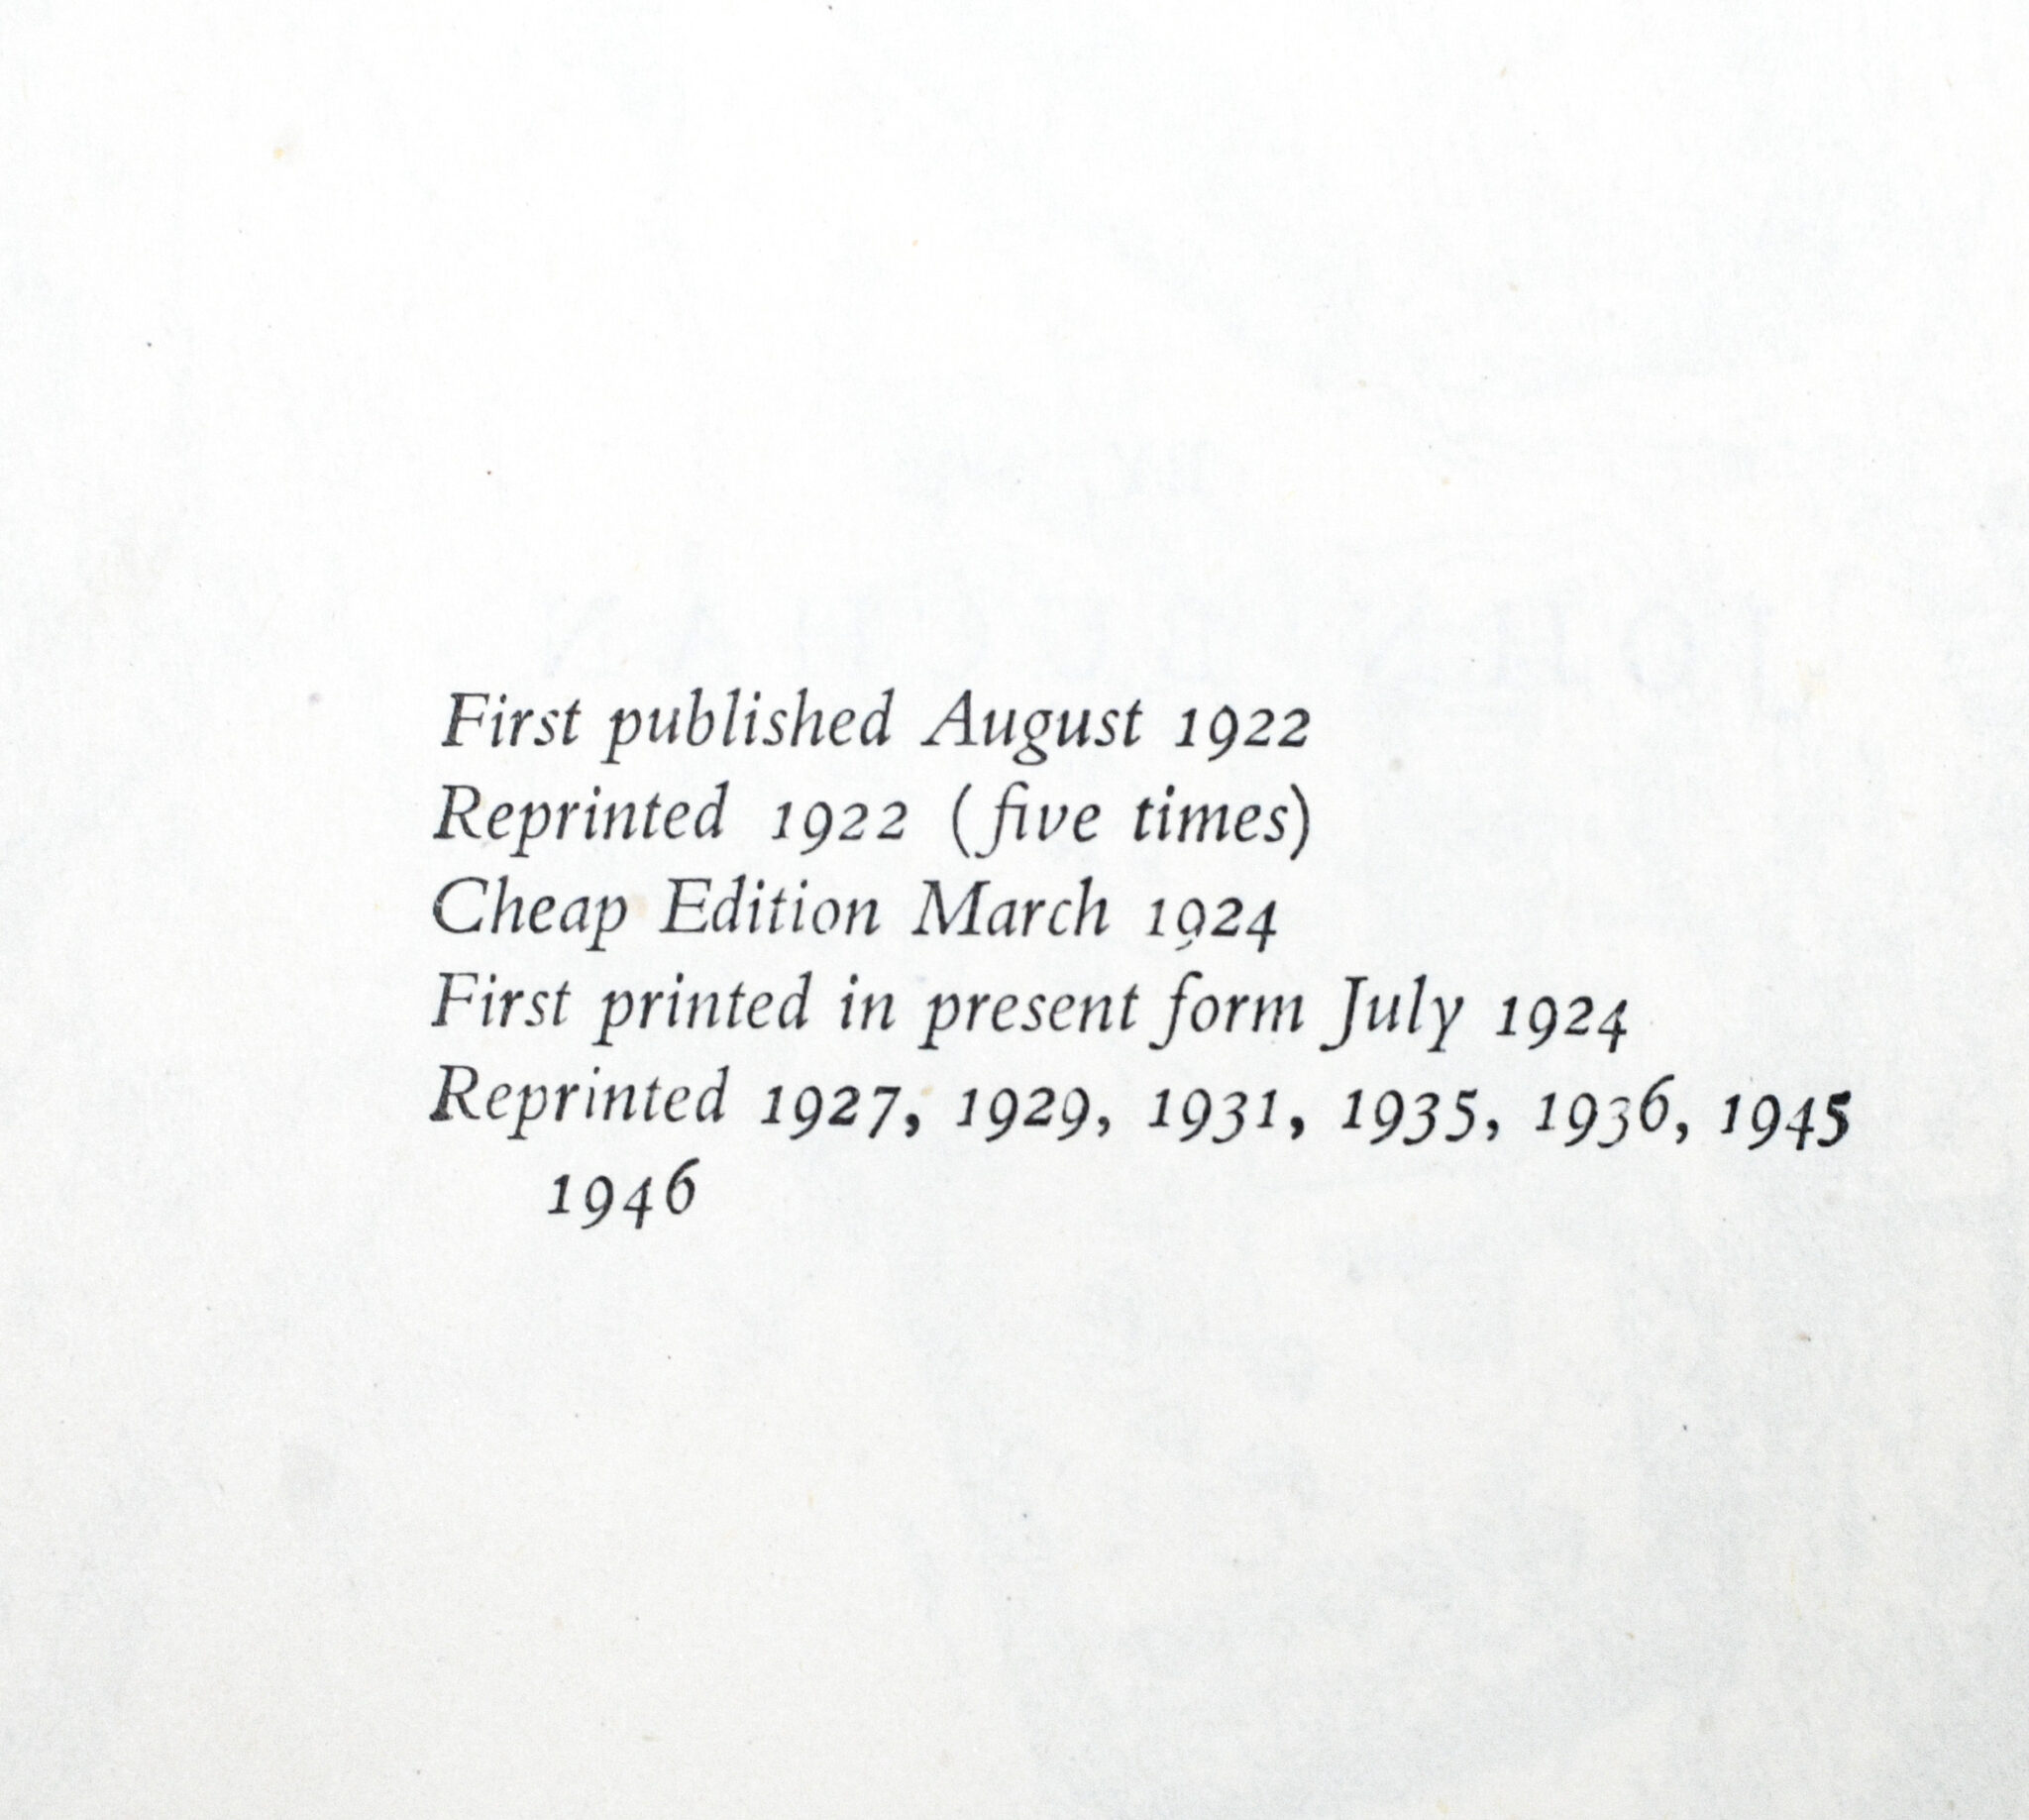 First published August 1922
Reprinted 1922 (five times)
Cheap Edition March 1924
First printed in present form July 1924
Reprinted 1927, 1929, 1931, 1935, 1936, 1945
1946